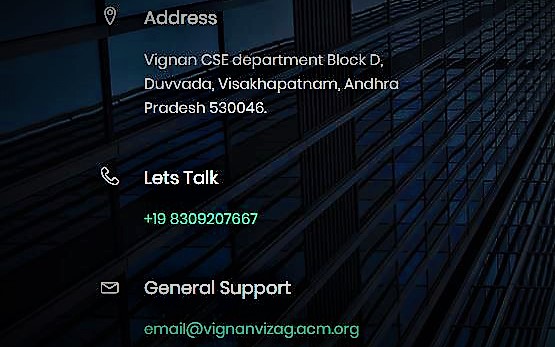 Address
Vignan CSE department Block D,
Duvvada, Visakhapatnam, Andhra
Pradesh 530046.
Lets Talk
+19 8309207667
General Support
email@vignanvizag.acm.org